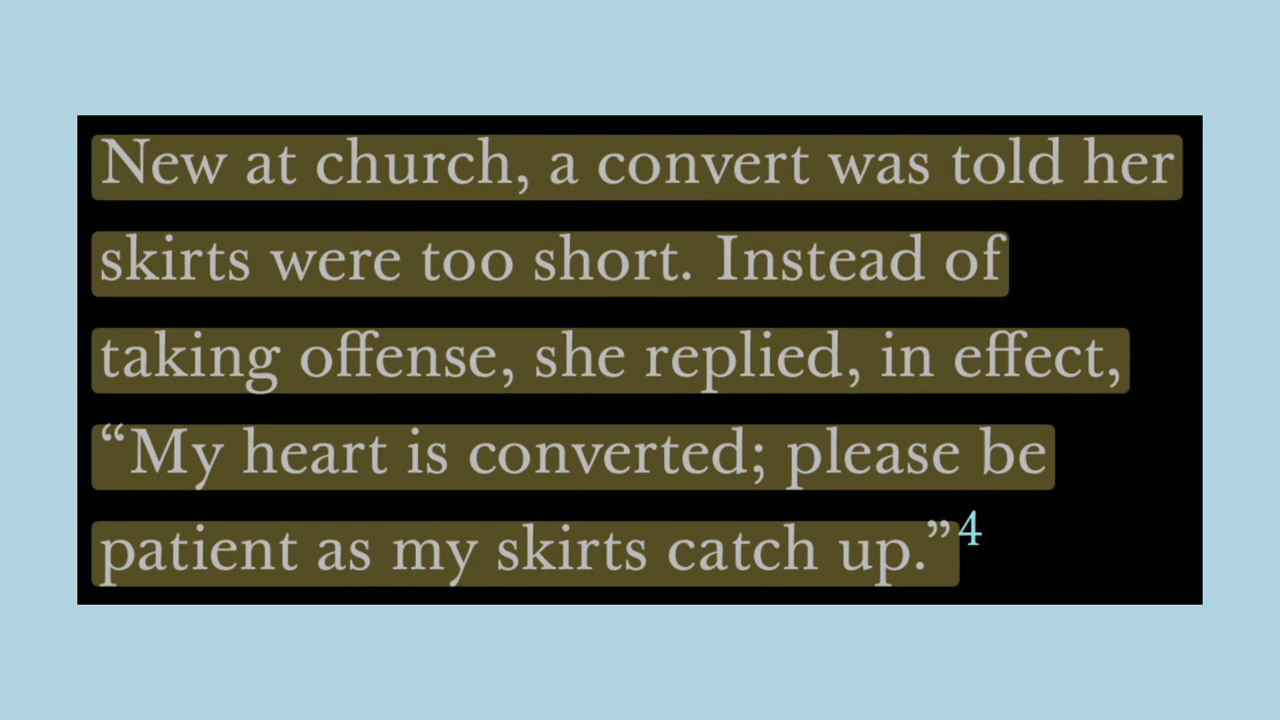 New at church, a convert was told her
skirts were too short. Instead of
taking offense, she replied, in effect,
“My heart is converted; please be
patient as my skirts catch up.”4